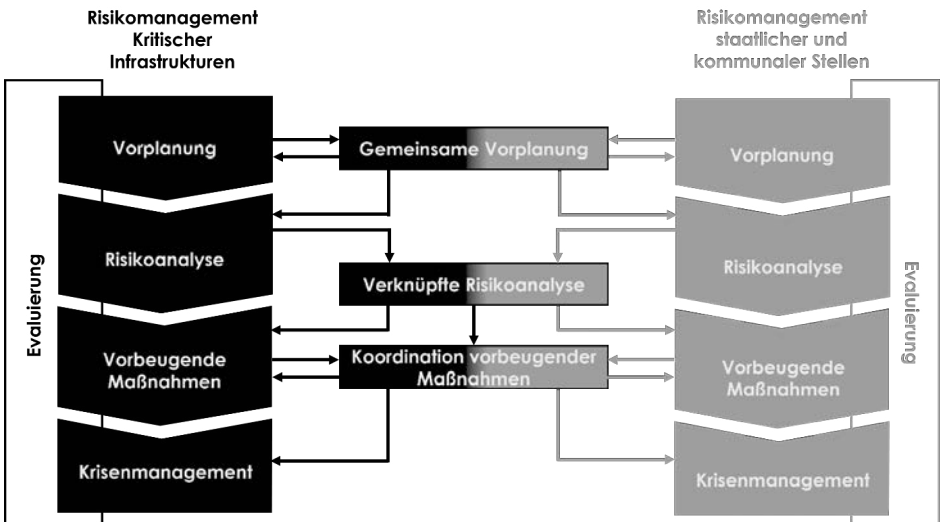 Risikomanagement
Kritischer
Infrastrukturen
Risikomanagement
staatlicher und
kommunaler Stellen
Evaluierung
Vorplanung
Gemeinsame Vorplanung
Vorplanung
Risikoanalyse
Verknüpfte Risikoanalyse
Risikoanalyse
Evaluierung
Vorbeugende
Maßnahmen
Koordination vorbeugender
Maßnahmen
Vorbeugende
Maßnahmen
Krisenmanagement
Krisenmanagement